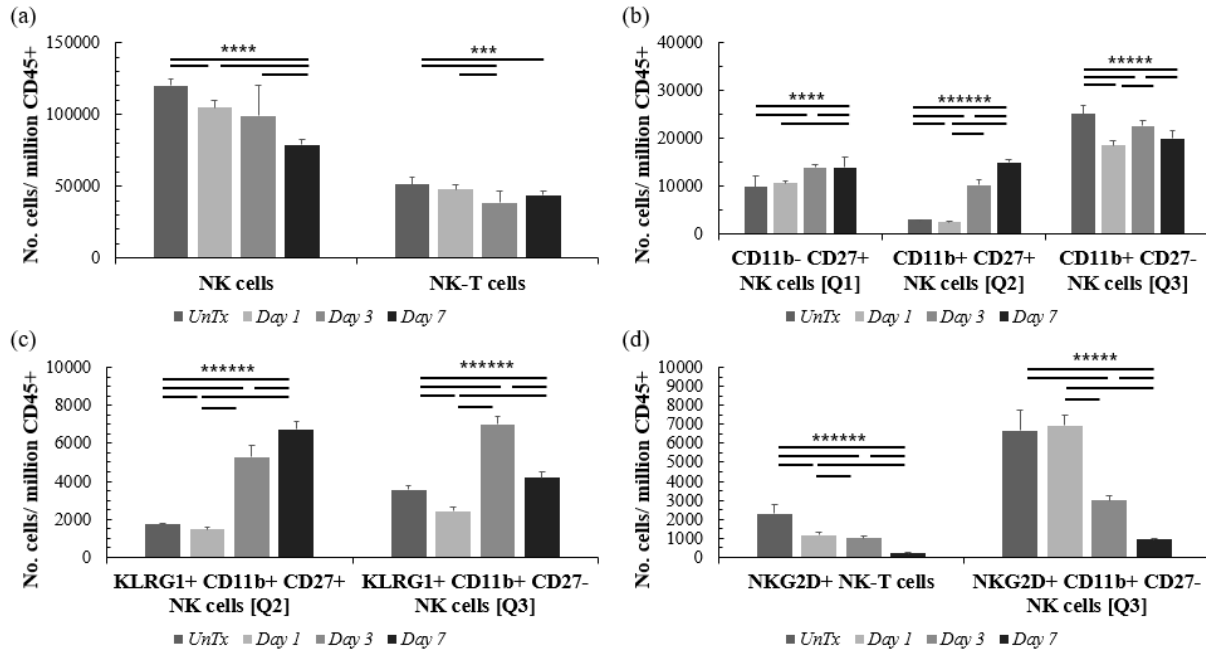 (a)
No. cells/ million CD45+
150000
100000
50000
0
****
***
NK cells
NK-T cells
UnTx Day 1 Day 3 Day 7
(b)
No. cells/ million CD45+
40000
30000
20000
10000
0
****
******
*****
CD11b- CD27+
NK cells [Q1]
CD11b+ CD27+
NK cells [Q2]
CD11b+ CD27-
NK cells [Q3]
UnTx Day 1 Day 3 Day 7
(c)
No. cells/ million CD45+
10000
8000
6000
4000
2000
0
******
******
KLRG1+ CD11b+ CD27+
NK cells [Q2]
KLRG1+ CD11b+ CD27-
NK cells [Q3]
UnTx Day 1 Day 3 Day 7
(d)
No. cells/ million CD45+
10000
9000
8000
7000
6000
5000
4000
3000
2000
1000
0
******
*****
NKG2D+ NK-T cells
NKG2D+ CD11b+ CD27-
NK cells [Q3]
UnTx Day 1 Day 3 Day 7